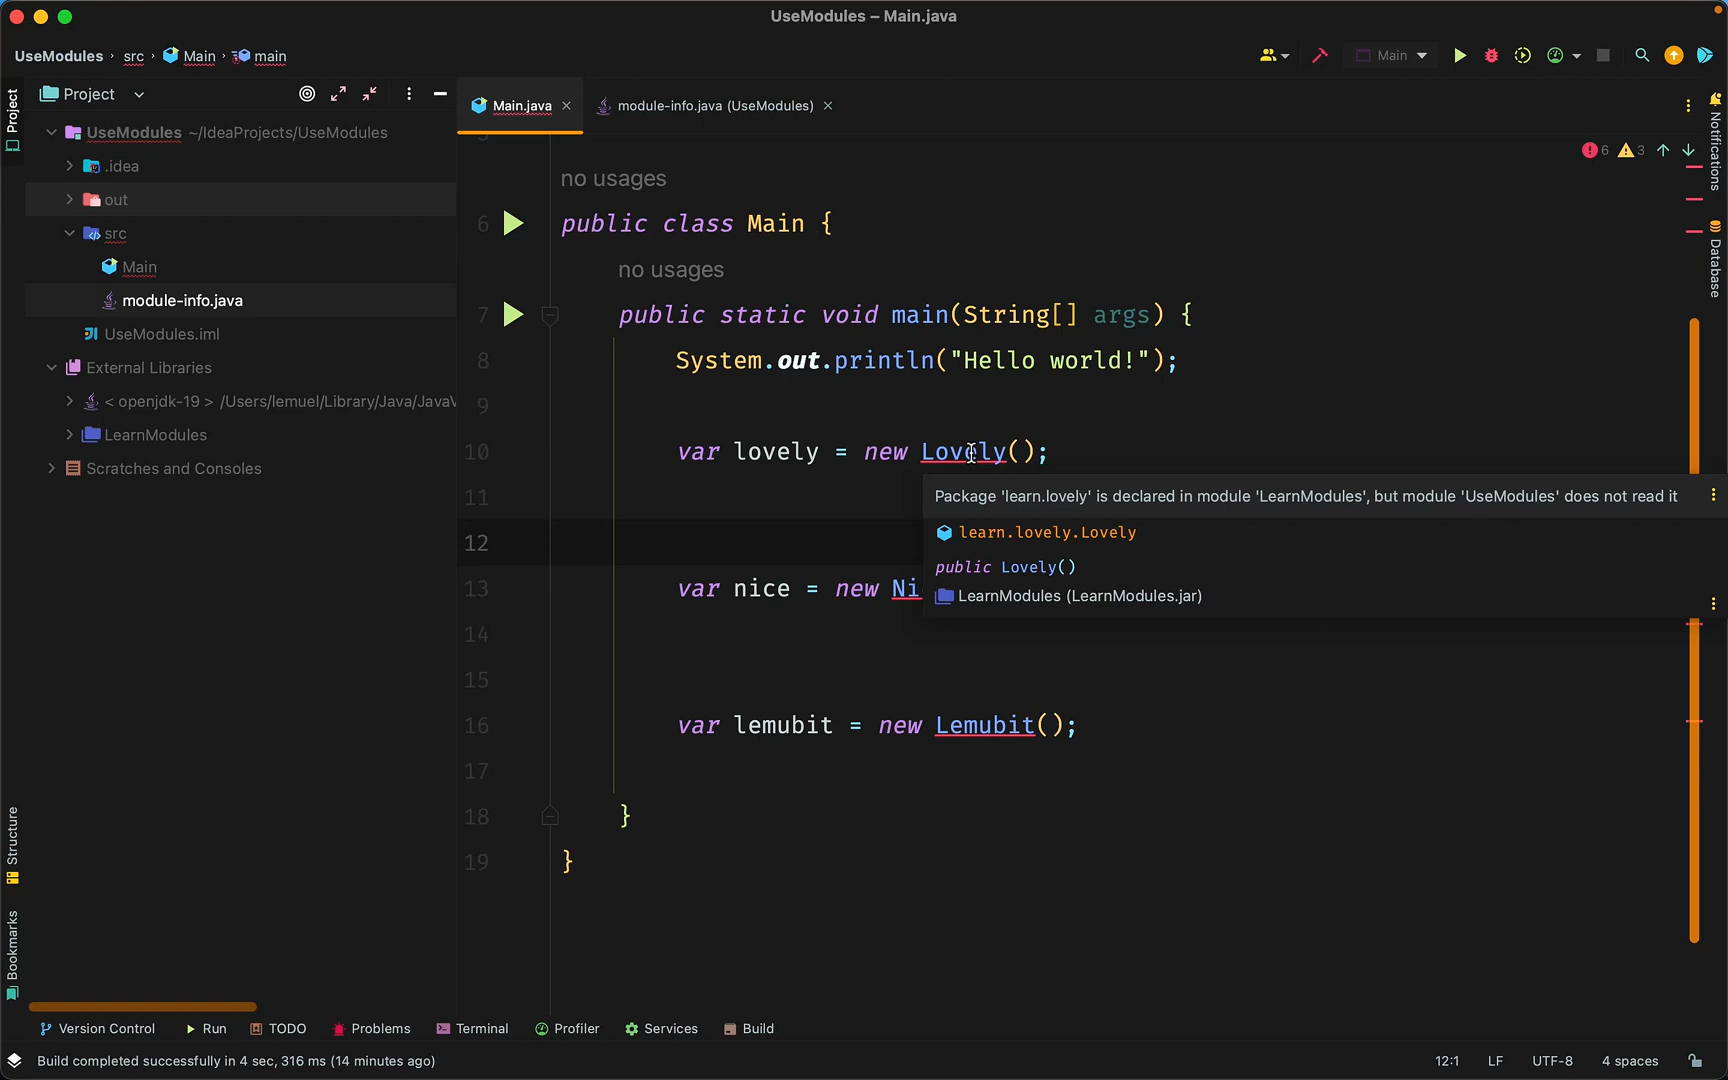 UseModules – Main.java
UseModules › src › Main › main
Main
Project
Main.java
module-info.java (UseModules)
Project
UseModules ~/IdeaProjects/UseModules
.idea
out
src
Main
module-info.java
UseModules.iml
External Libraries
< openjdk-19 > /Users/lemuel/Library/Java/JavaV
LearnModules
Scratches and Consoles
Structure
Bookmarks
6 3
no usages
6 public class Main {
no usages
7 public static void main(String[] args) {
8 System.out.println("Hello world!");
9
10 var lovely = new Lovely();
11
Package 'learn.lovely' is declared in module 'LearnModules', but module 'UseModules' does not read it
learn.lovely.Lovely
public Lovely()
LearnModules (LearnModules.jar)
12
13 var nice = new Ni
14
15
16 var lemubit = new Lemubit();
17
18 }
19 }
Notifications
Database
Version Control
Run
TODO
Problems
Terminal
Profiler
Services
Build
Build completed successfully in 4 sec, 316 ms (14 minutes ago)
12:1 LF UTF-8 4 spaces